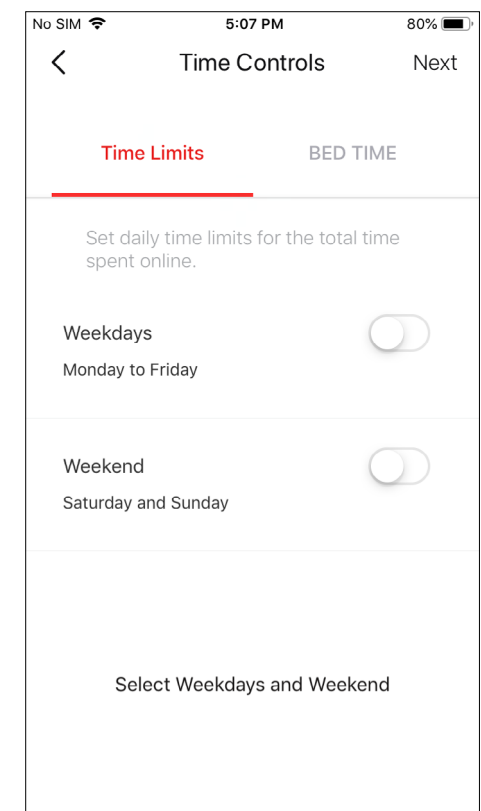 No SIM 5:07 PM 80%
Time Controls Next
Time Limits BED TIME
Set daily time limits for the total time
spent online.
Weekdays
Monday to Friday
Weekend
Saturday and Sunday
Select Weekdays and Weekend